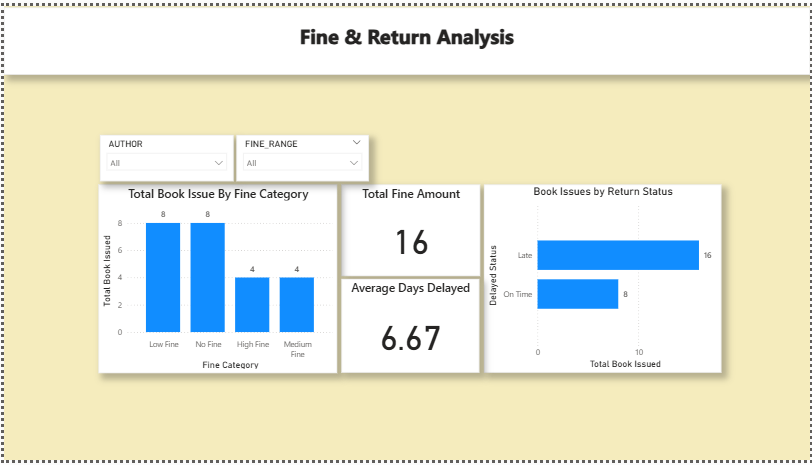 Fine & Return Analysis
AUTHOR
All
FINE_RANGE
All
Total Book Issue By Fine Category
Total Book Issued
8
6
4
2
0
8
8
4
4
Low Fine
No Fine
High Fine
Medium
Fine
Fine Category
Total Fine Amount
16
Average Days Delayed
6.67
Book Issues by Return Status
Delayed Status
Late
16
On Time
8
0
10
Total Book Issued